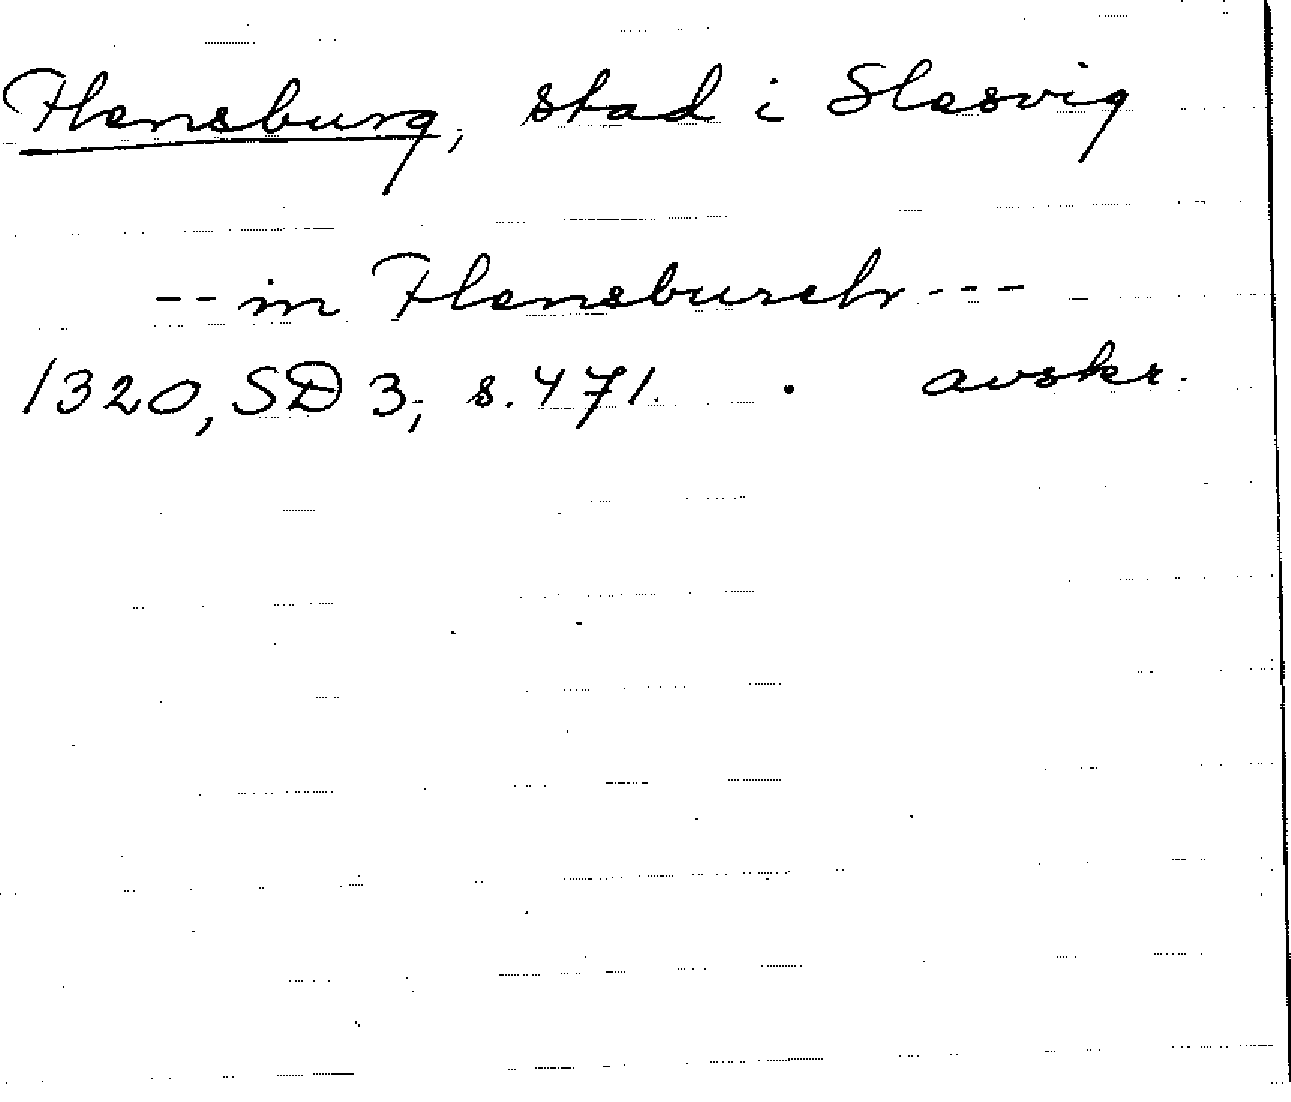 Flensburg, stad i Slesvig
-- in Flensburch ---
1320, SD 3, s. 471. avskr.